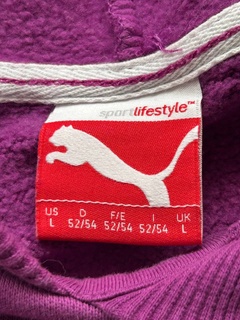 sportlifestyle™
US D F/E I UK
L 52/54 52/54 52/54 L